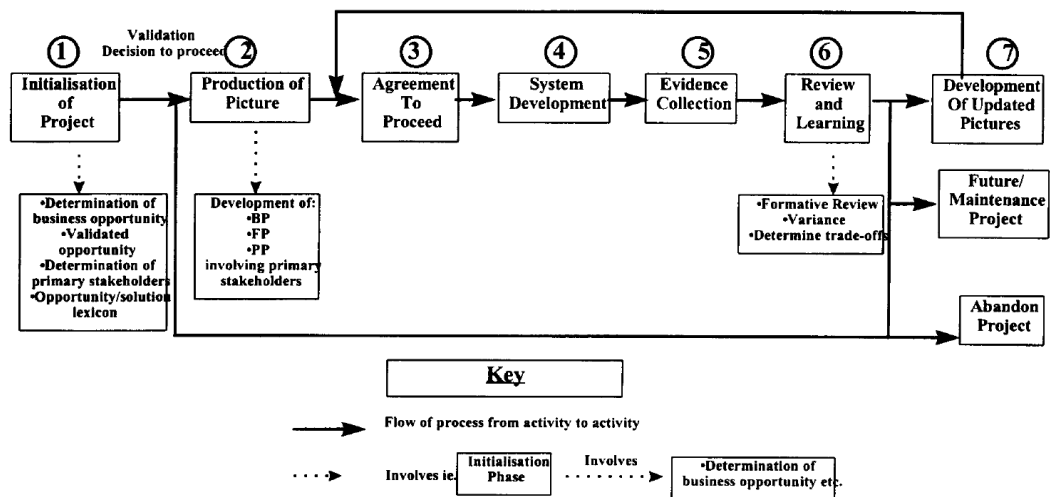 Validation
Decision to proceed
1
2
3
4
5
6
7
Initialisation
of
Project
Production of
Picture
Agreement
To
Proceed
System
Development
Evidence
Collection
Review
and
Learning
Development
Of Updated
Pictures
•Determination of
business opportunity
•Validated
opportunity
•Determination of
primary stakeholders
•Opportunity/solution
lexicon
Development of:
•BP
•FP
•PP
involving primary
stakeholders
•Formative Review
•Variance
•Determine trade-offs
Future/
Maintenance
Project
Abandon
Project
Key
Flow of process from activity to activity
Involves ie.
Initialisation
Phase
Involves
•Determination of
business opportunity etc.